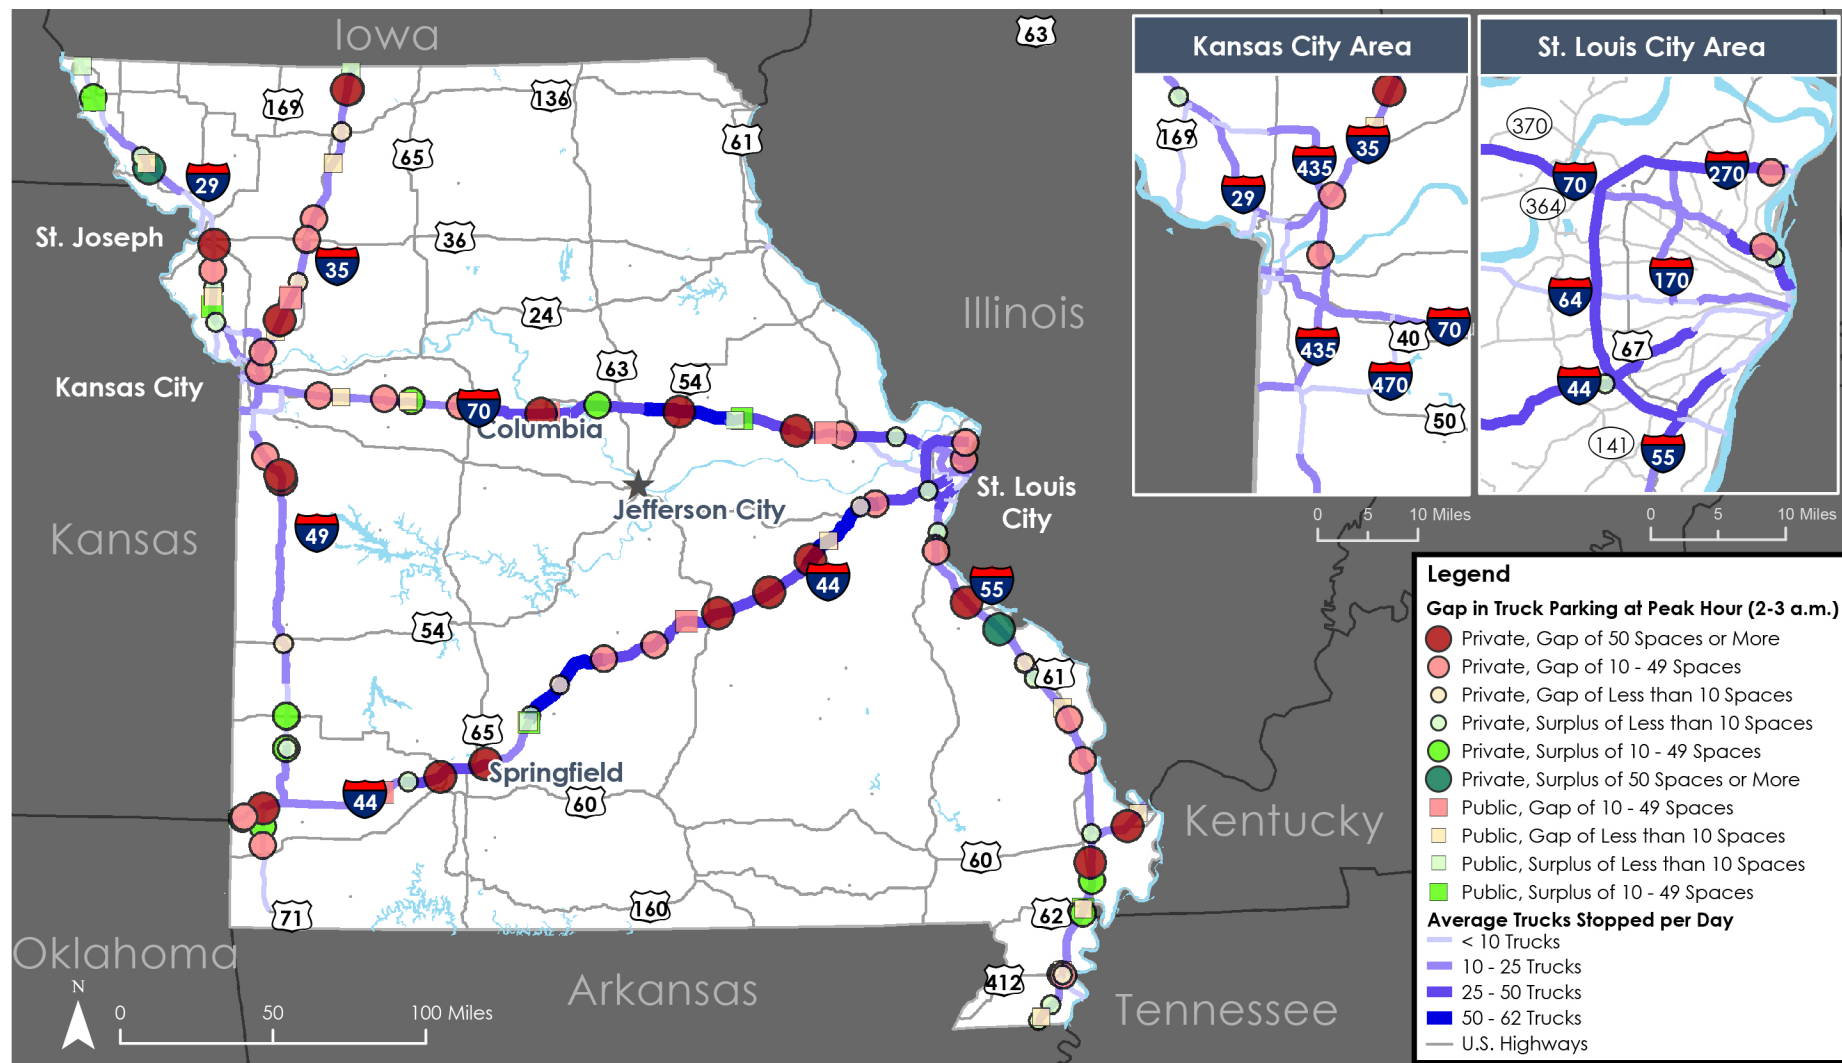 Iowa
63
Kansas City Area
St. Louis City Area
169
136
65
61
29
St. Joseph
36
35
24
Illinois
Kansas City
63
54
70
Columbia
St. Louis
City
Jefferson City
Kansas
49
44
55
54
61
65
Springfield
44
60
Kentucky
60
71
160
62
Oklahoma
412
Arkansas
Tennessee
N
0 50 100 Miles
169
435
35
29
435
40
70
470
50
0 5 10 Miles
370
70
270
364
64
170
67
44
141
55
0 5 10 Miles
Legend
Gap in Truck Parking at Peak Hour (2-3 a.m.)
Private, Gap of 50 Spaces or More
Private, Gap of 10 - 49 Spaces
Private, Gap of Less than 10 Spaces
Private, Surplus of Less than 10 Spaces
Private, Surplus of 10 - 49 Spaces
Private, Surplus of 50 Spaces or More
Public, Gap of 10 - 49 Spaces
Public, Gap of Less than 10 Spaces
Public, Surplus of Less than 10 Spaces
Public, Surplus of 10 - 49 Spaces
Average Trucks Stopped per Day
< 10 Trucks
10 - 25 Trucks
25 - 50 Trucks
50 - 62 Trucks
U.S. Highways